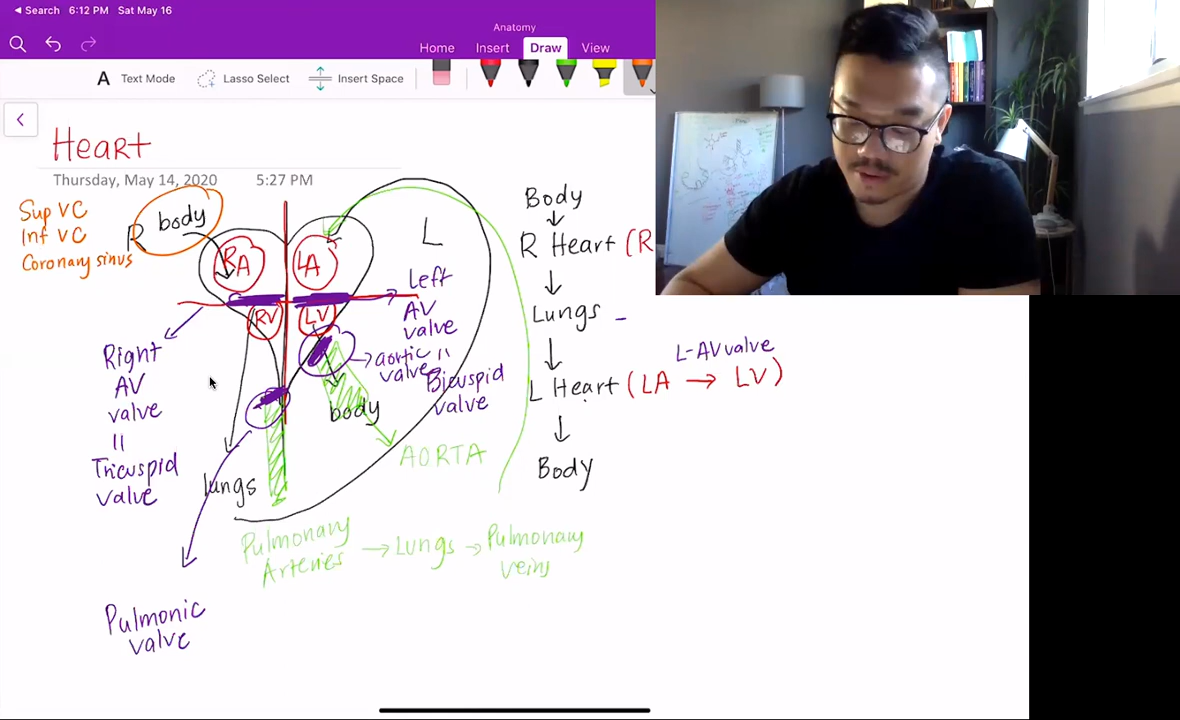 Search 6:12 PM Sat May 16
Anatomy
Home Insert Draw View
A Text Mode Lasso Select Insert Space
Heart
Thursday, May 14, 2020 5:27 PM
Sup VC
Inf VC
Coronary sinus
R
body
L
RA
LA
RV
LV
Left
AV
valve
=
Bicuspid
valve
Right
AV
valve
=
Tricuspid
valve
aortic
valve
body
lungs
AORTA
Pulmonary
Arteries
→ Lungs → Pulmonary
veins
Pulmonic
valve
Body
↓
R Heart (R
↓
Lungs -
↓
L-AV valve
L Heart (LA → LV)
↓
Body